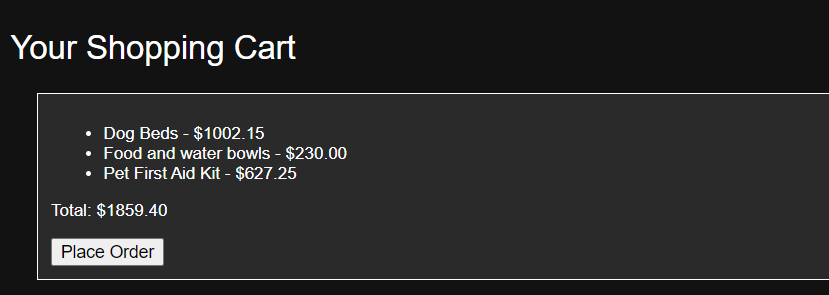 Your Shopping Cart
• Dog Beds - $1002.15
• Food and water bowls - $230.00
• Pet First Aid Kit - $627.25
Total: $1859.40
Place Order